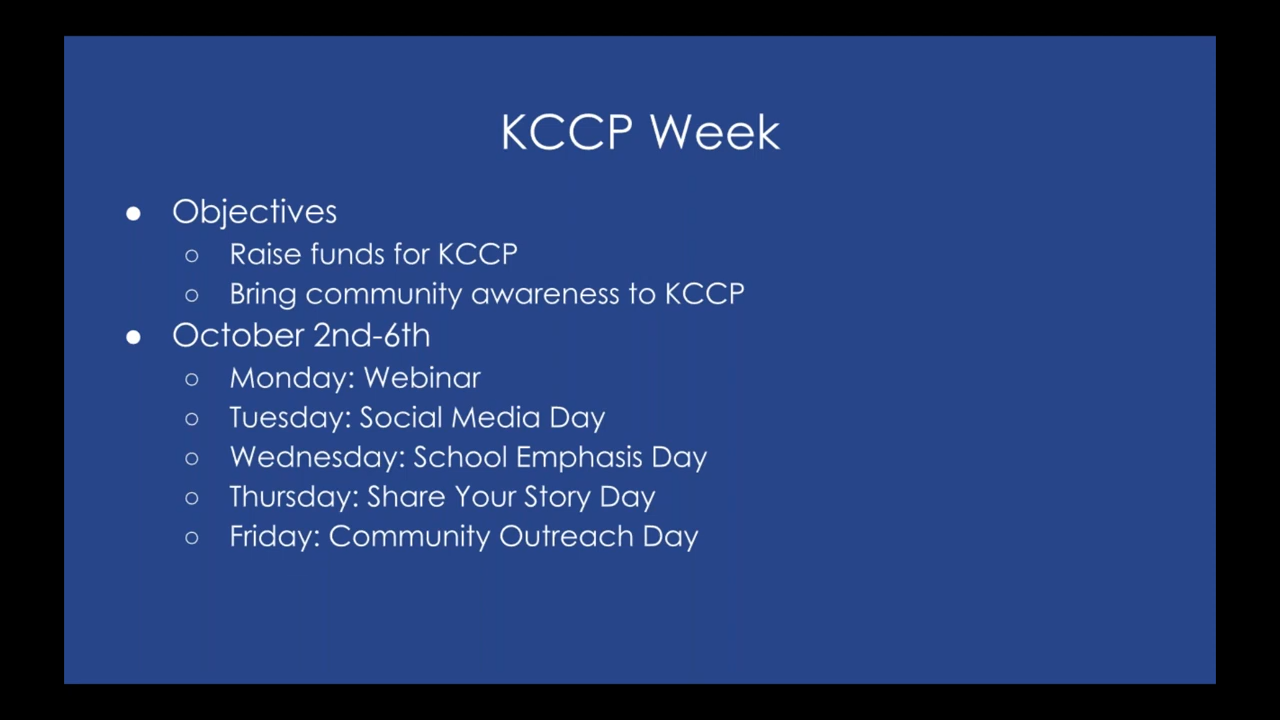 KCCP Week
● Objectives
○ Raise funds for KCCP
○ Bring community awareness to KCCP
● October 2nd-6th
○ Monday: Webinar
○ Tuesday: Social Media Day
○ Wednesday: School Emphasis Day
○ Thursday: Share Your Story Day
○ Friday: Community Outreach Day